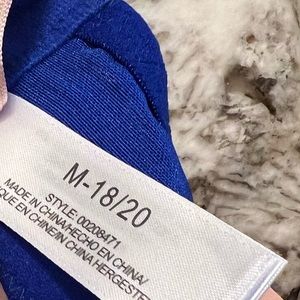 M-18/20
STYLE 00208471
MADE IN CHINA/HECHO EN CHINA/
QUE EN CHINE/IN CHINA HERGESTE